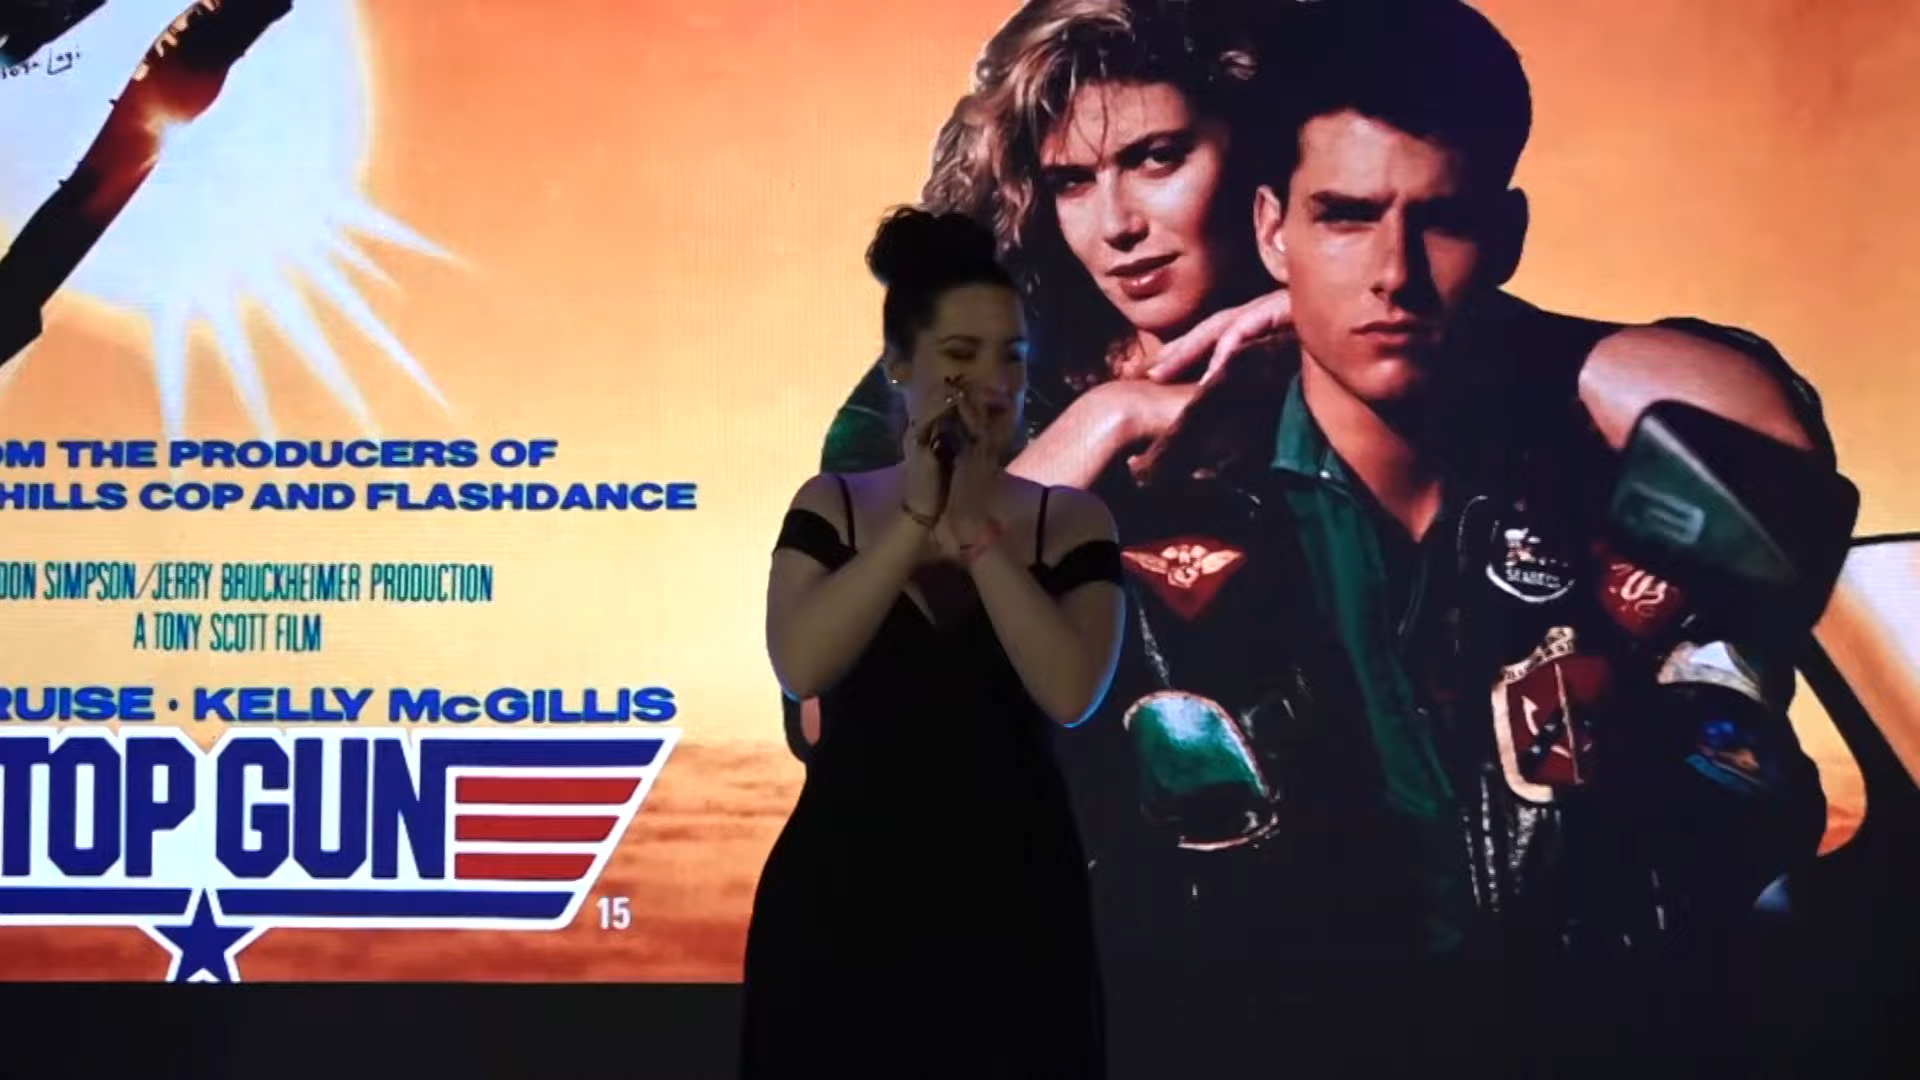 OM THE PRODUCERS OF
HILLS COP AND FLASHDANCE
DON SIMPSON/JERRY BRUCKHEIMER PRODUCTION
A TONY SCOTT FILM
RUISE · KELLY McGILLIS
TOP GUN
15